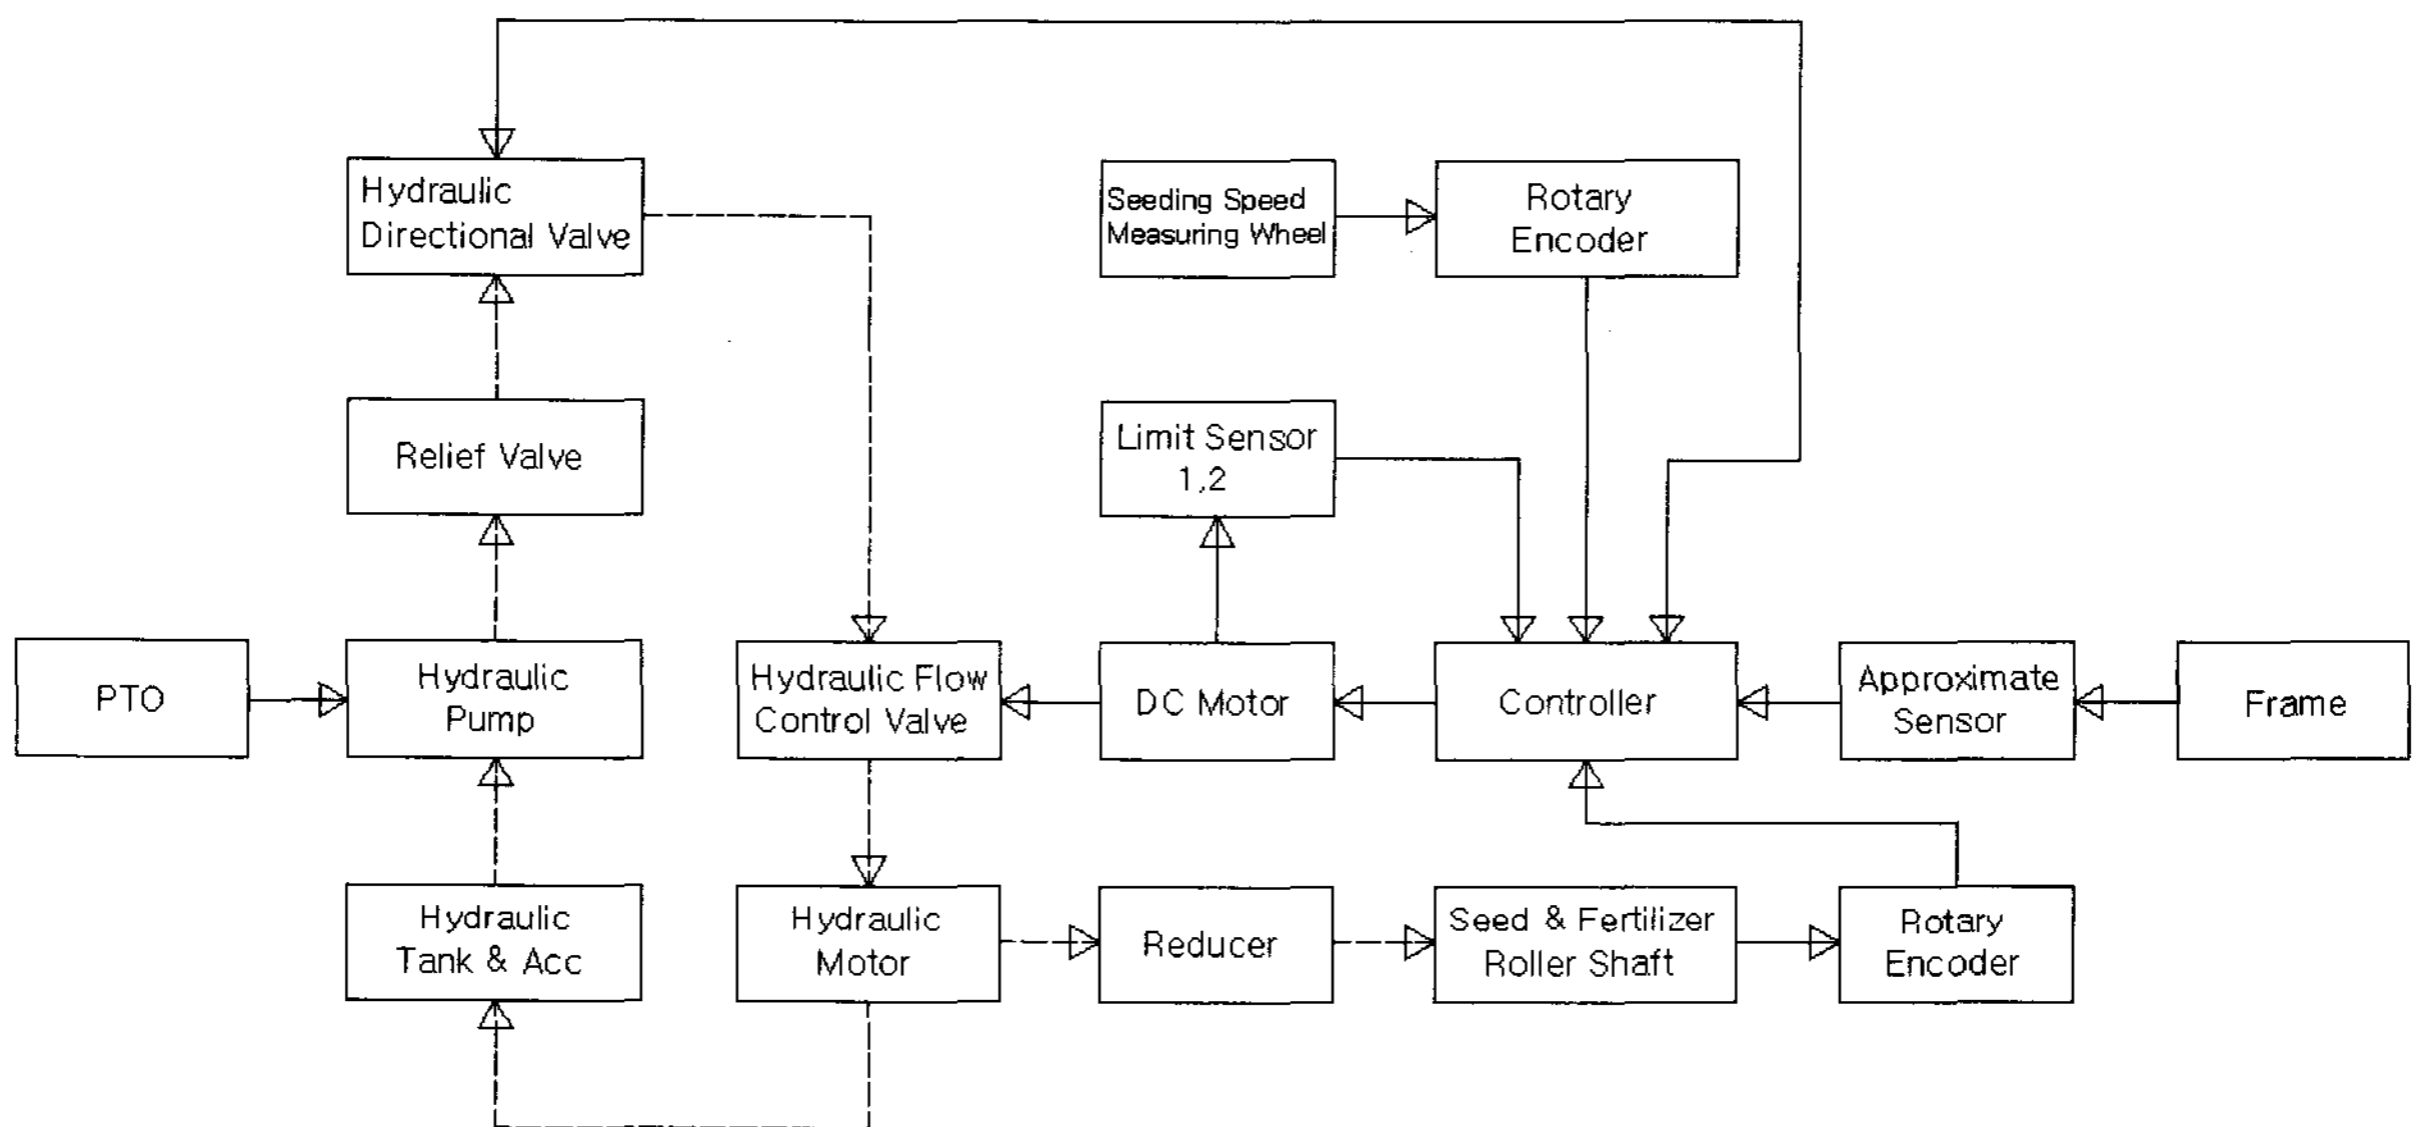 Hydraulic
Directional Valve
Seeding Speed
Measuring Wheel
Rotary
Encoder
Relief Valve
Limit Sensor
1,2
PTO
Hydraulic
Pump
Hydraulic Flow
Control Valve
DC Motor
Controller
Approximate
Sensor
Frame
Hydraulic
Tank & Acc
Hydraulic
Motor
Reducer
Seed & Fertilizer
Roller Shaft
Rotary
Encoder